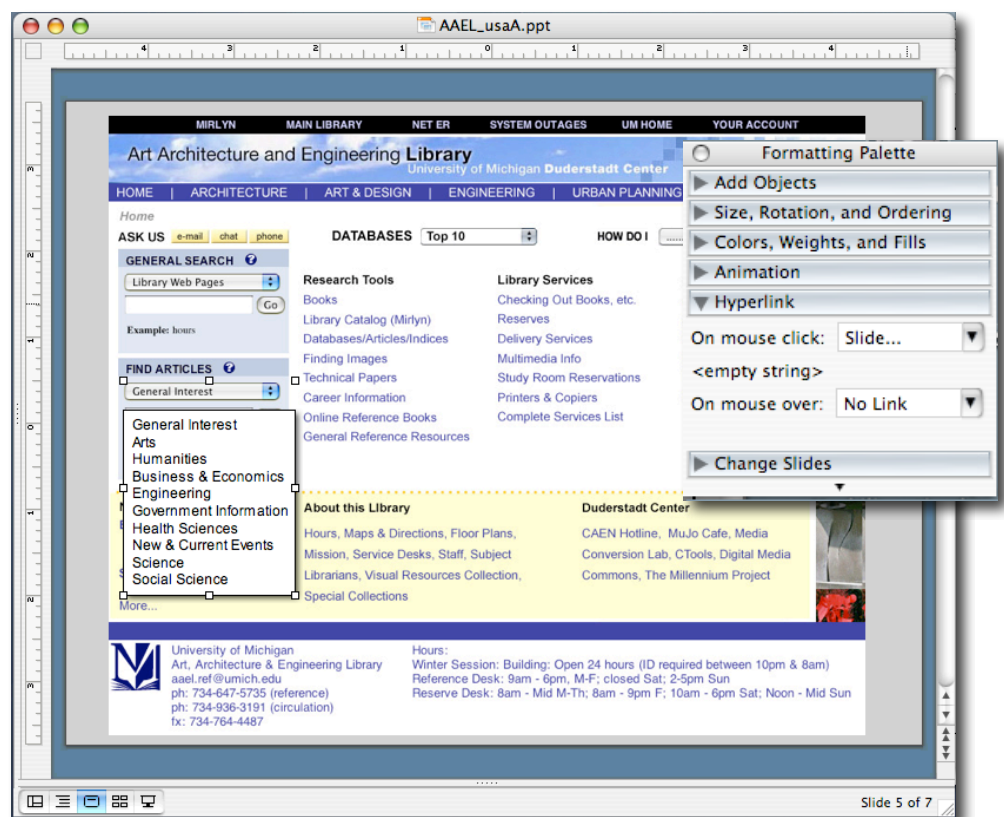 AAEL_usaA.ppt
4 3 2 1 0 1 2 3 4
MIRLYN MAIN LIBRARY NET ER SYSTEM OUTAGES UM HOME YOUR ACCOUNT
Art Architecture and Engineering Library
University of Michigan Duderstadt Center
HOME | ARCHITECTURE | ART & DESIGN | ENGINEERING | URBAN PLANNING
Home
ASK US e-mail chat phone
DATABASES Top 10
HOW DO I ......
GENERAL SEARCH ?
Library Web Pages
Go
Example: hours
FIND ARTICLES ?
General Interest
General Interest
Arts
Humanities
Business & Economics
Engineering
Government Information
Health Sciences
New & Current Events
Science
Social Science
More...
Research Tools
Books
Library Catalog (Mirlyn)
Databases/Articles/Indices
Finding Images
Technical Papers
Career Information
Online Reference Books
General Reference Resources
Library Services
Checking Out Books, etc.
Reserves
Delivery Services
Multimedia Info
Study Room Reservations
Printers & Copiers
Complete Services List
About this LIbrary
Hours, Maps & Directions, Floor Plans,
Mission, Service Desks, Staff, Subject
Librarians, Visual Resources Collection,
Special Collections
Duderstadt Center
CAEN Hotline, MuJo Cafe, Media
Conversion Lab, CTools, Digital Media
Commons, The Millennium Project
University of Michigan
Art, Architecture & Engineering Library
aael.ref@umich.edu
ph: 734-647-5735 (reference)
ph: 734-936-3191 (circulation)
fx: 734-764-4487
Hours:
Winter Session: Building: Open 24 hours (ID required between 10pm & 8am)
Reference Desk: 9am - 6pm, M-F; closed Sat; 2-5pm Sun
Reserve Desk: 8am - Mid M-Th; 8am - 9pm F; 10am - 6pm Sat; Noon - Mid Sun
Formatting Palette
Add Objects
Size, Rotation, and Ordering
Colors, Weights, and Fills
Animation
Hyperlink
On mouse click: Slide...
<empty string>
On mouse over: No Link
Change Slides
Slide 5 of 7